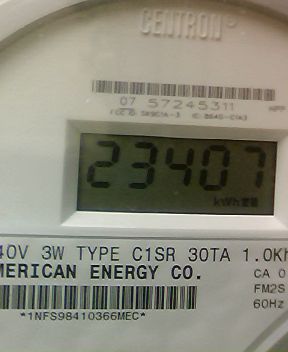 CENTRON
07 57245311
23407
kWh
40V 3W TYPE C1SR 30TA 1.0Kh
MERICAN ENERGY CO.
CA 0
FM2S
60Hz
*1NFS98410366MEC*